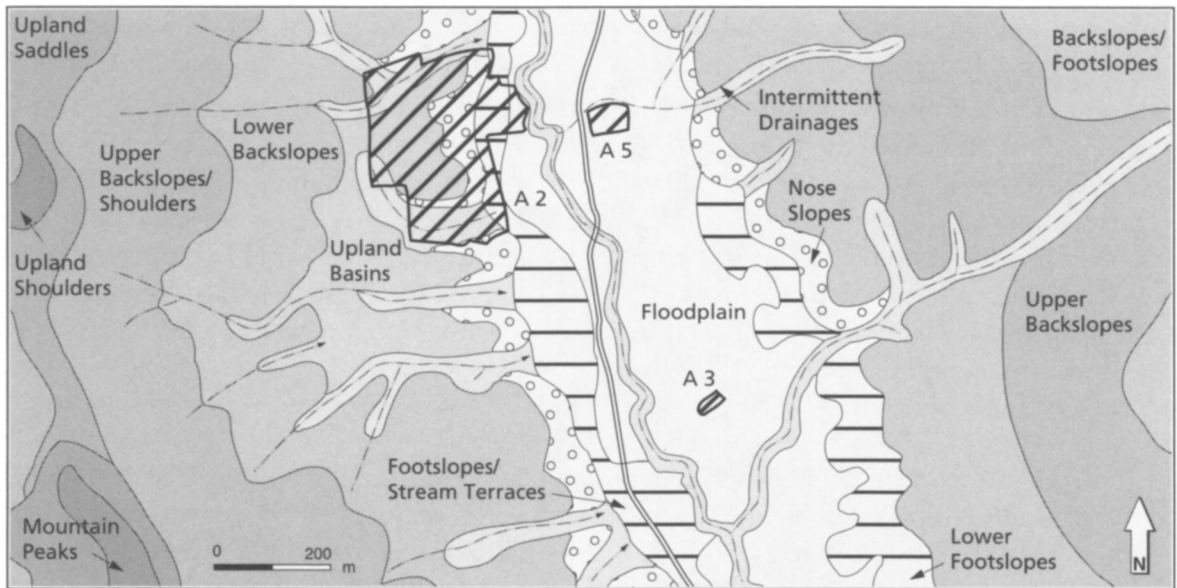 Upland
Saddles
Backslopes/
Footslopes
Intermittent
Drainages
Lower
Backslopes
A 5
Upper
Backslopes/
Shoulders
A 2
Nose
Slopes
Upland
Shoulders
Upland
Basins
Floodplain
Upper
Backslopes
A 3
Footslopes/
Stream Terraces
Mountain
Peaks
0 200
m
Lower
Footslopes
N